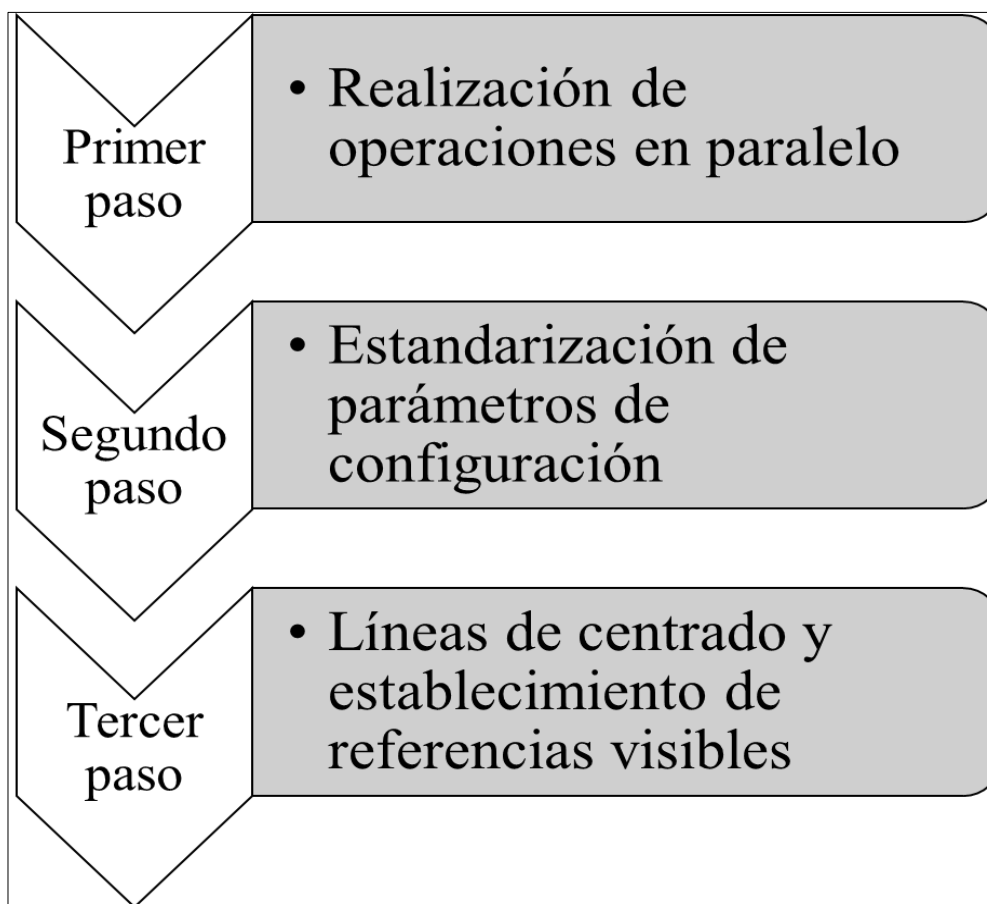 Primer
paso
• Realización de
operaciones en paralelo
Segundo
paso
• Estandarización de
parámetros de
configuración
Tercer
paso
• Líneas de centrado y
establecimiento de
referencias visibles